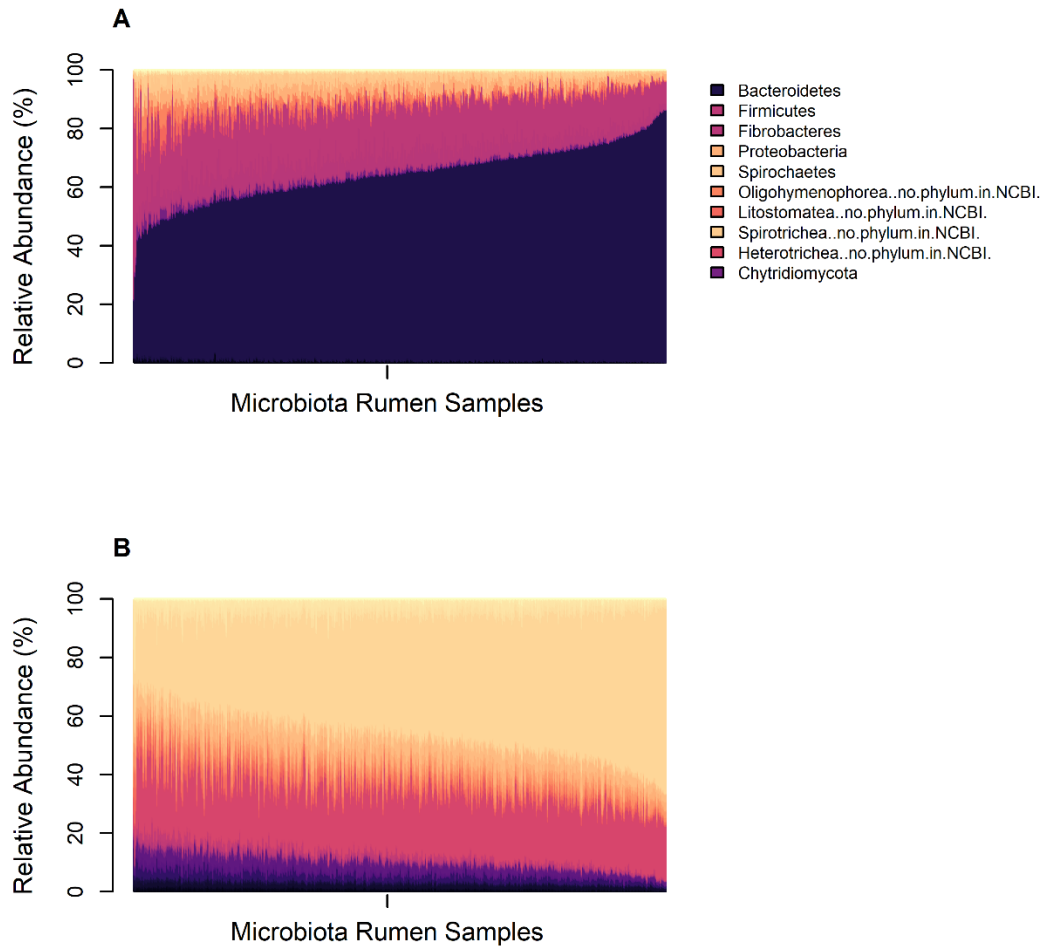 A
Relative Abundance (%)
100
80
60
40
20
0
Microbiota Rumen Samples
Bacteroidetes
Firmicutes
Fibrobacteres
Proteobacteria
Spirochaetes
Oligohymenophorea..no.phylum.in.NCBI.
Litostomatea..no.phylum.in.NCBI.
Spirotrichea..no.phylum.in.NCBI.
Heterotrichea..no.phylum.in.NCBI.
Chytridiomycota
B
Relative Abundance (%)
100
80
60
40
20
0
Microbiota Rumen Samples